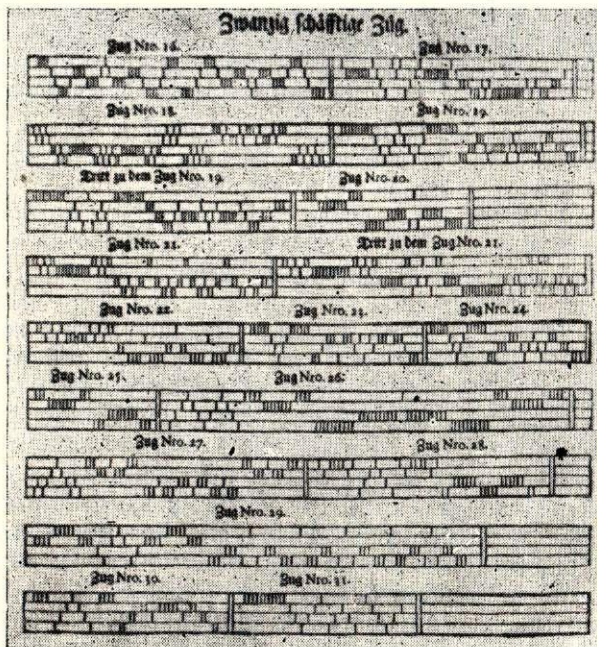 Zwanzig schäfftige Züg.
Zug Nro. 16. Zug Nro. 17.
Zug Nro. 18. Zug Nro. 19.
Tritt zu dem Zug Nro. 19. Zug Nro. 20.
Zug Nro. 21. Tritt zu dem Zug Nro. 21.
Zug Nro. 22. Zug Nro. 23. Zug Nro. 24.
Zug Nro. 25. Zug Nro. 26.
Zug Nro. 27. Zug Nro. 28.
Zug Nro. 29.
Zug Nro. 30. Zug Nro. 31.